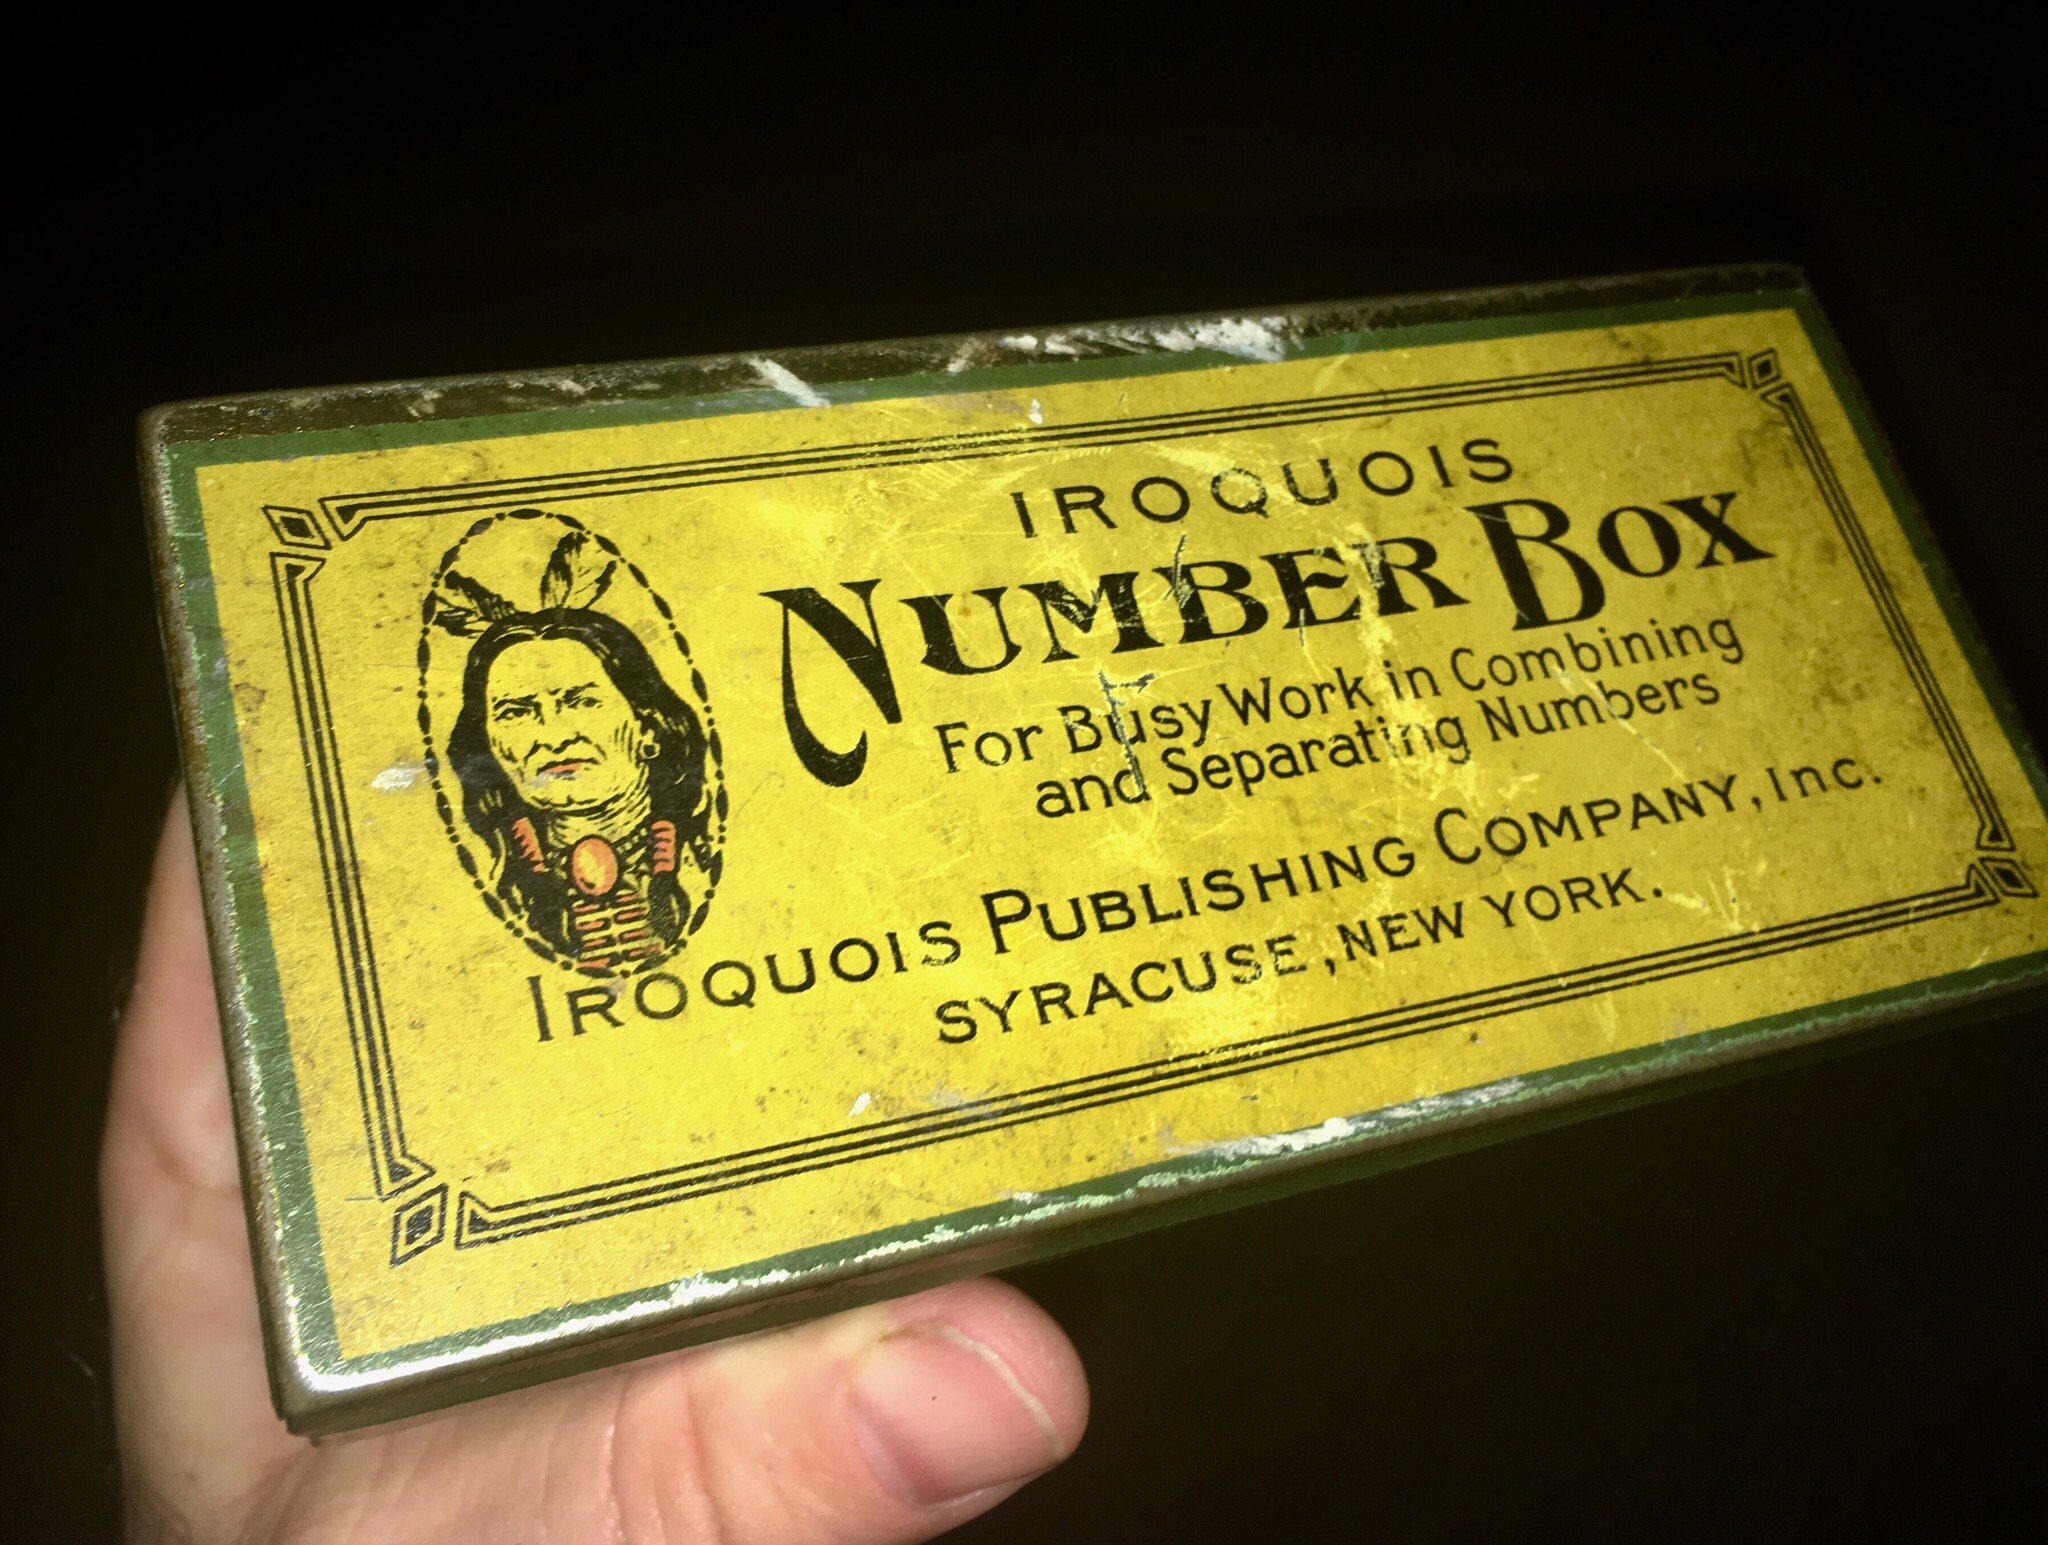 IROQUOIS
NUMBER BOX
For Busy Work in Combining
and Separating Numbers
IROQUOIS PUBLISHING COMPANY, Inc.
SYRACUSE, NEW YORK.